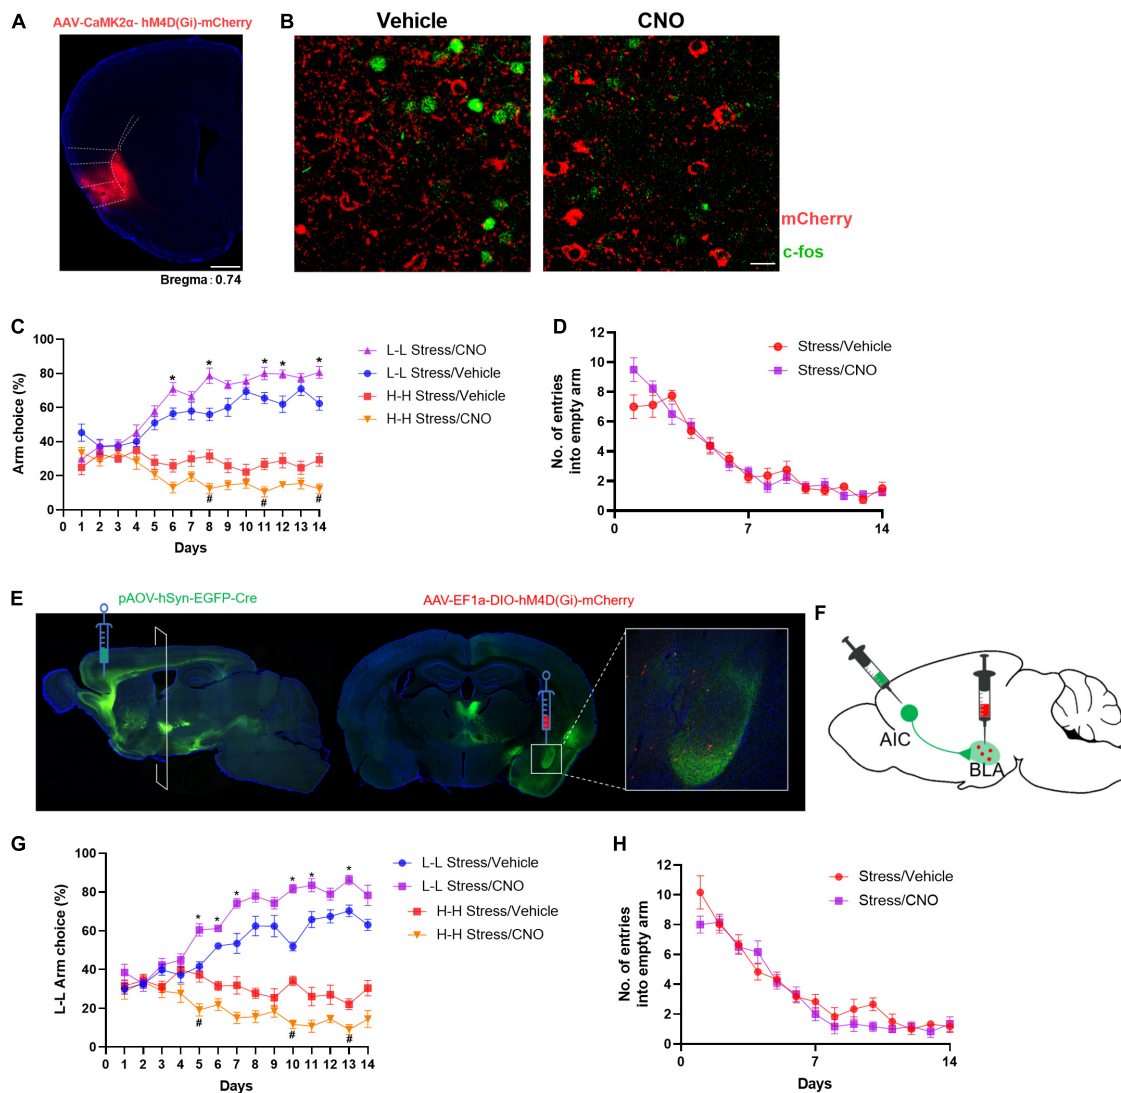 A
AAV-CaMK2α- hM4D(Gi)-mCherry
Bregma: 0.74
B
Vehicle
CNO
mCherry
c-fos
C
Arm choice (%)
100
80
60
40
20
0
0 1 2 3 4 5 6 7 8 9 10 11 12 13 14
Days
* * * * *
# # #
L-L Stress/CNO
L-L Stress/Vehicle
H-H Stress/Vehicle
H-H Stress/CNO
D
No. of entries
into empty arm
12
10
8
6
4
2
0
0 7 14
Stress/Vehicle
Stress/CNO
E
pAOV-hSyn-EGFP-Cre
AAV-EF1a-DIO-hM4D(Gi)-mCherry
F
AIC
BLA
G
L-L Arm choice (%)
100
80
60
40
20
0
0 1 2 3 4 5 6 7 8 9 10 11 12 13 14
Days
* * * * * *
# # #
L-L Stress/Vehicle
L-L Stress/CNO
H-H Stress/Vehicle
H-H Stress/CNO
H
No. of entries
into empty arm
12
10
8
6
4
2
0
0 7 14
Days
Stress/Vehicle
Stress/CNO